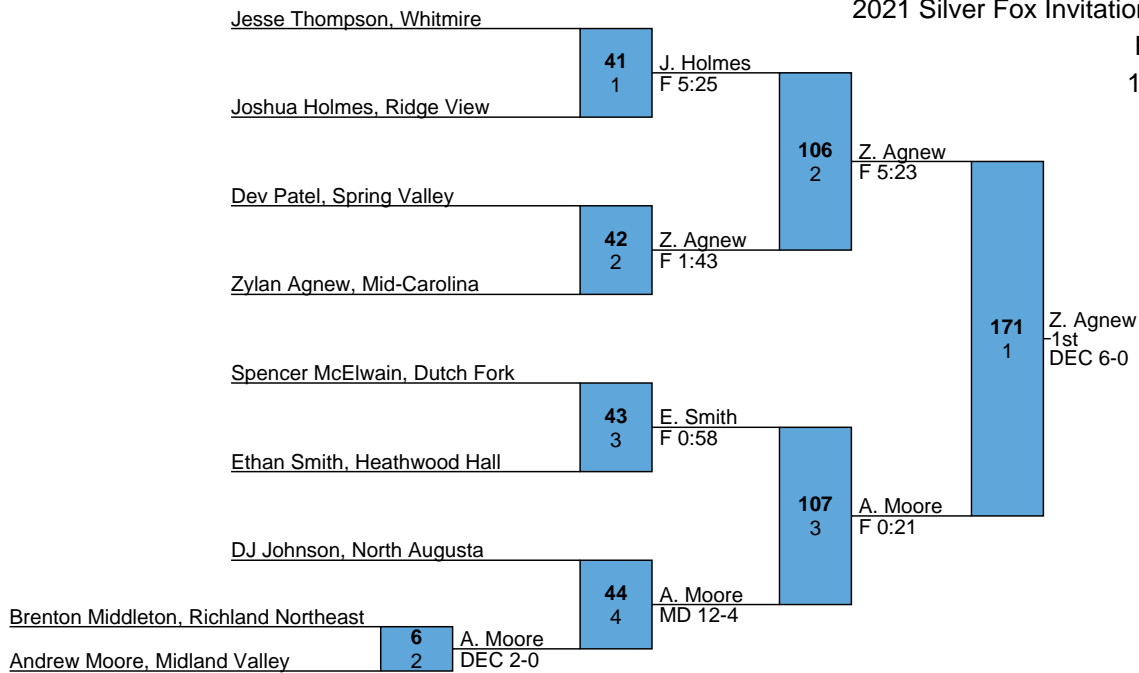 2021 Silver Fox Invitation
1
Jesse Thompson, Whitmire
41
1
J. Holmes
F 5:25
Joshua Holmes, Ridge View
106
2
Z. Agnew
F 5:23
Dev Patel, Spring Valley
42
2
Z. Agnew
F 1:43
Zylan Agnew, Mid-Carolina
171
1
Z. Agnew
1st
DEC 6-0
Spencer McElwain, Dutch Fork
43
3
E. Smith
F 0:58
Ethan Smith, Heathwood Hall
107
3
A. Moore
F 0:21
DJ Johnson, North Augusta
44
4
A. Moore
MD 12-4
Brenton Middleton, Richland Northeast
6
2
A. Moore
DEC 2-0
Andrew Moore, Midland Valley